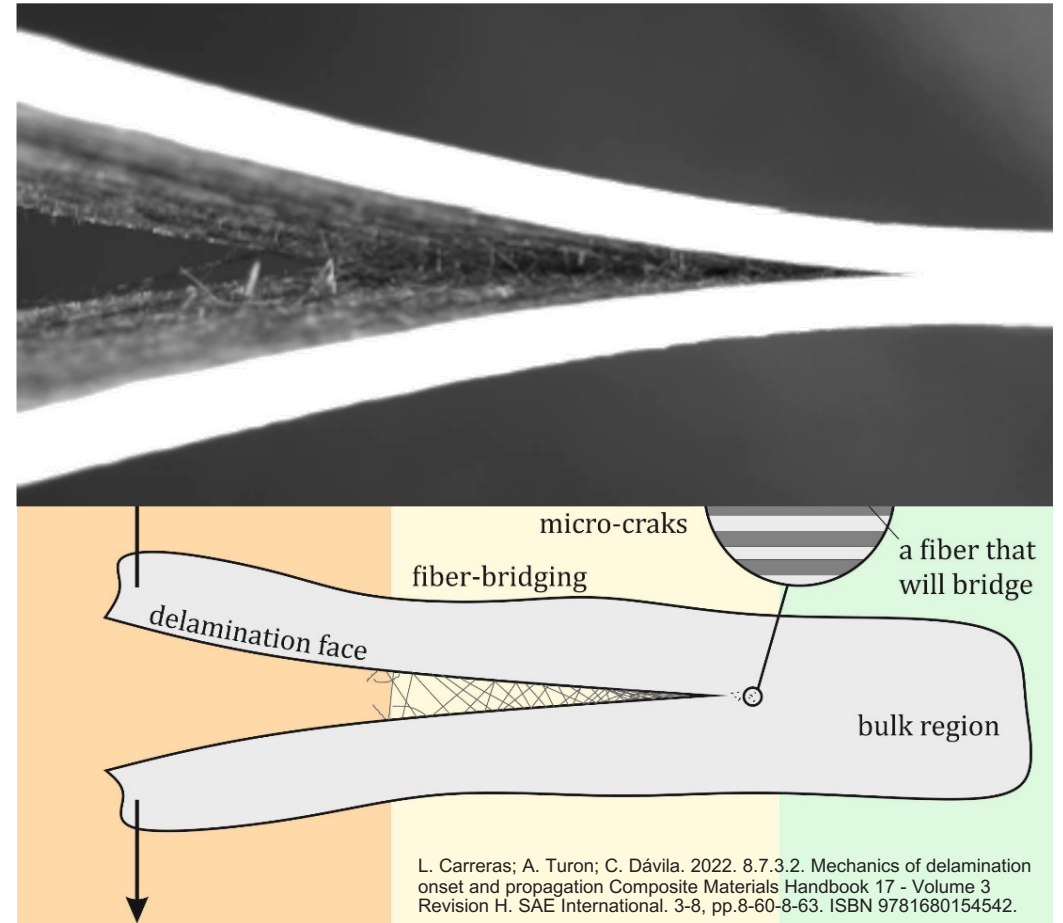 micro-craks
a fiber that
will bridge
fiber-bridging
delamination face
bulk region
L. Carreras; A. Turon; C. Dávila. 2022. 8.7.3.2. Mechanics of delamination
onset and propagation Composite Materials Handbook 17 - Volume 3
Revision H. SAE International. 3-8, pp.8-60-8-63. ISBN 9781680154542.